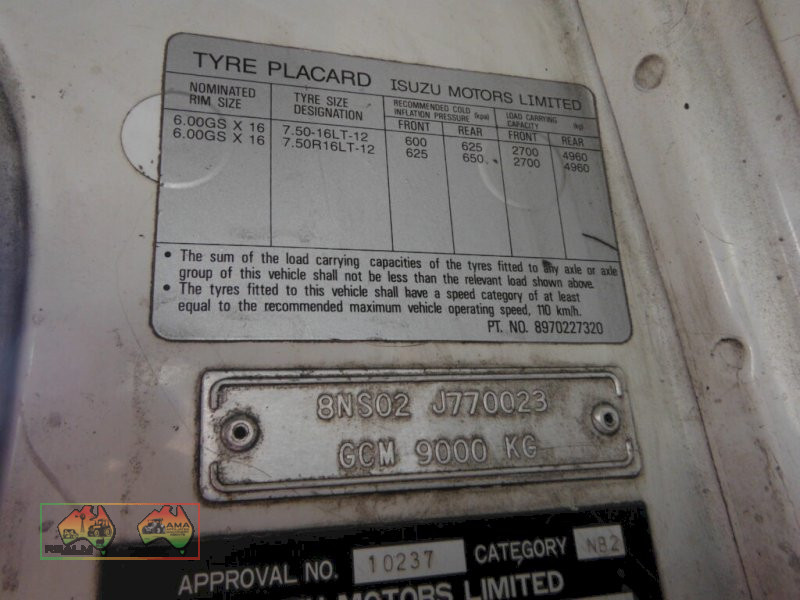 TYRE PLACARD ISUZU MOTORS LIMITED
NOMINATED RIM SIZE TYRE SIZE DESIGNATION RECOMMENDED COLD INFLATION PRESSURE (kpa) LOAD CARRYING CAPACITY (kg)
FRONT REAR FRONT REAR
6.00GS X 16 7.50-16LT-12 600 625 2700 4960
6.00GS X 16 7.50R16LT-12 625 650 2700 4960
• The sum of the load carrying capacities of the tyres fitted to any axle or axle
group of this vehicle shall not be less than the relevant load shown above.
• The tyres fitted to this vehicle shall have a speed category of at least
equal to the recommended maximum vehicle operating speed, 110 km/h.
PT. NO. 8970227320
8NS02 J770023
GCM 9000 KG
APPROVAL NO. 10237 CATEGORY NB2
MOTORS LIMITED
AMA